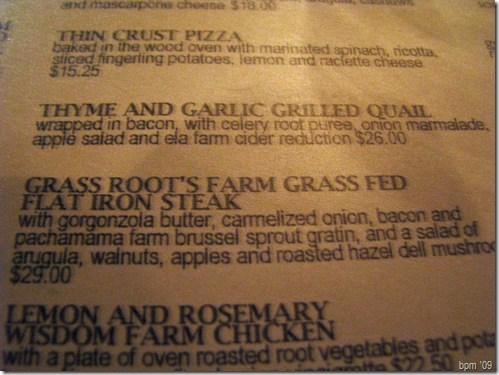 and mascarpone cheese $18.00
THIN CRUST PIZZA
baked in the wood oven with marinated spinach, ricotta,
sliced fingerling potatoes, lemon and raclette cheese
$15.25
THYME AND GARLIC GRILLED QUAIL
wrapped in bacon, with celery root puree, onion marmalade,
apple salad and ela farm cider reduction $26.00
GRASS ROOT'S FARM GRASS FED
FLAT IRON STEAK
with gorgonzola butter, carmelized onion, bacon and
pachamama farm brussel sprout gratin, and a salad of
arugula, walnuts, apples and roasted hazel dell mushroo
$29.00
LEMON AND ROSEMARY
WISDOM FARM CHICKEN
with a plate of oven roasted root vegetables and pota
$22.50
bpm '09